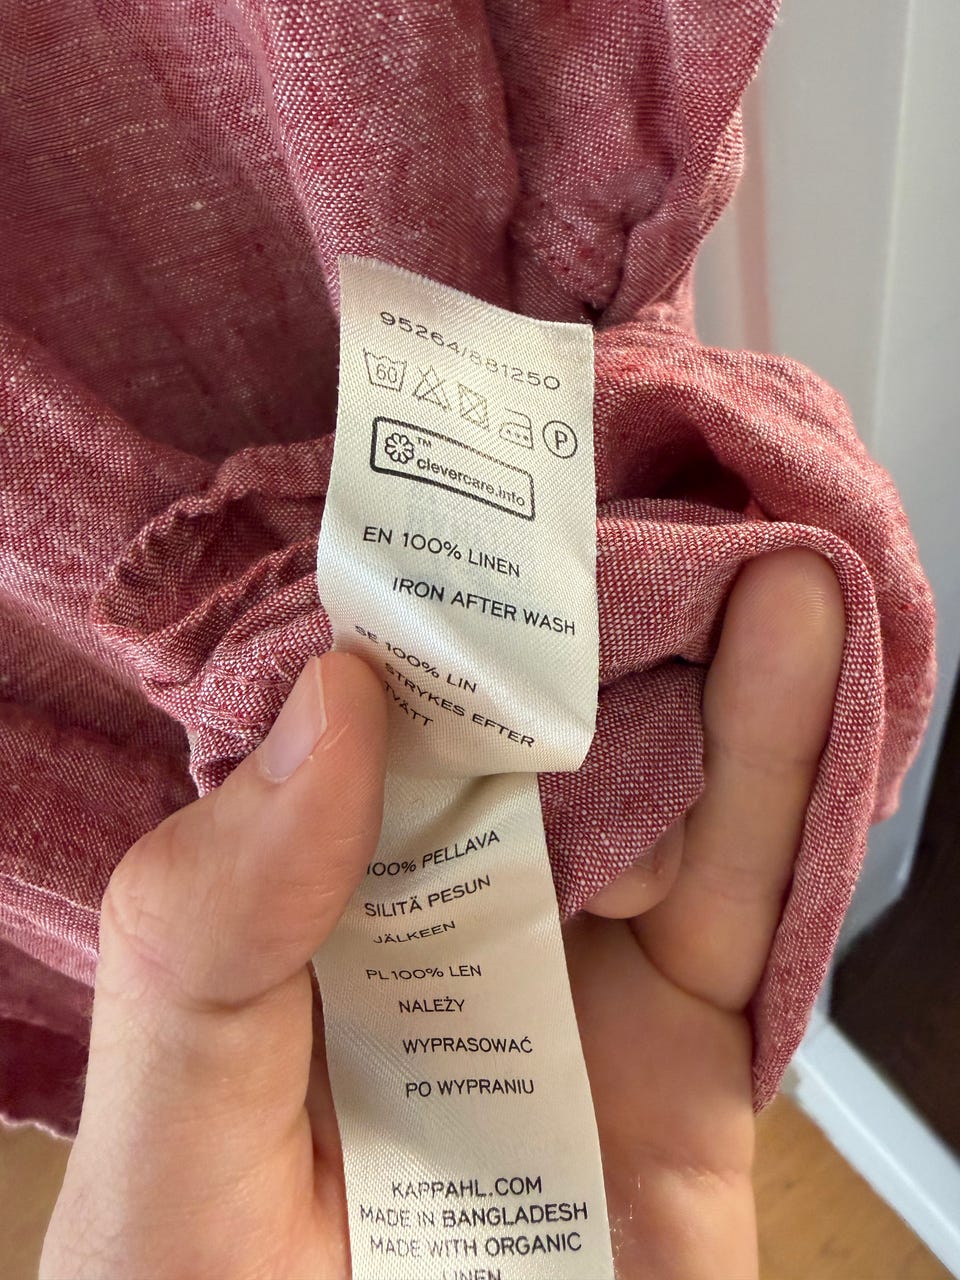 95264/881250
60
P
™
clevercare.info
EN 100% LINEN
IRON AFTER WASH
SE 100% LIN
STRYKES EFTER
TVÄTT
100% PELLAVA
SILITÄ PESUN
JÄLKEEN
PL 100% LEN
NALEŻY
WYPRASOWAĆ
PO WYPRANIU
KAPPAHL.COM
MADE IN BANGLADESH
MADE WITH ORGANIC
LINEN